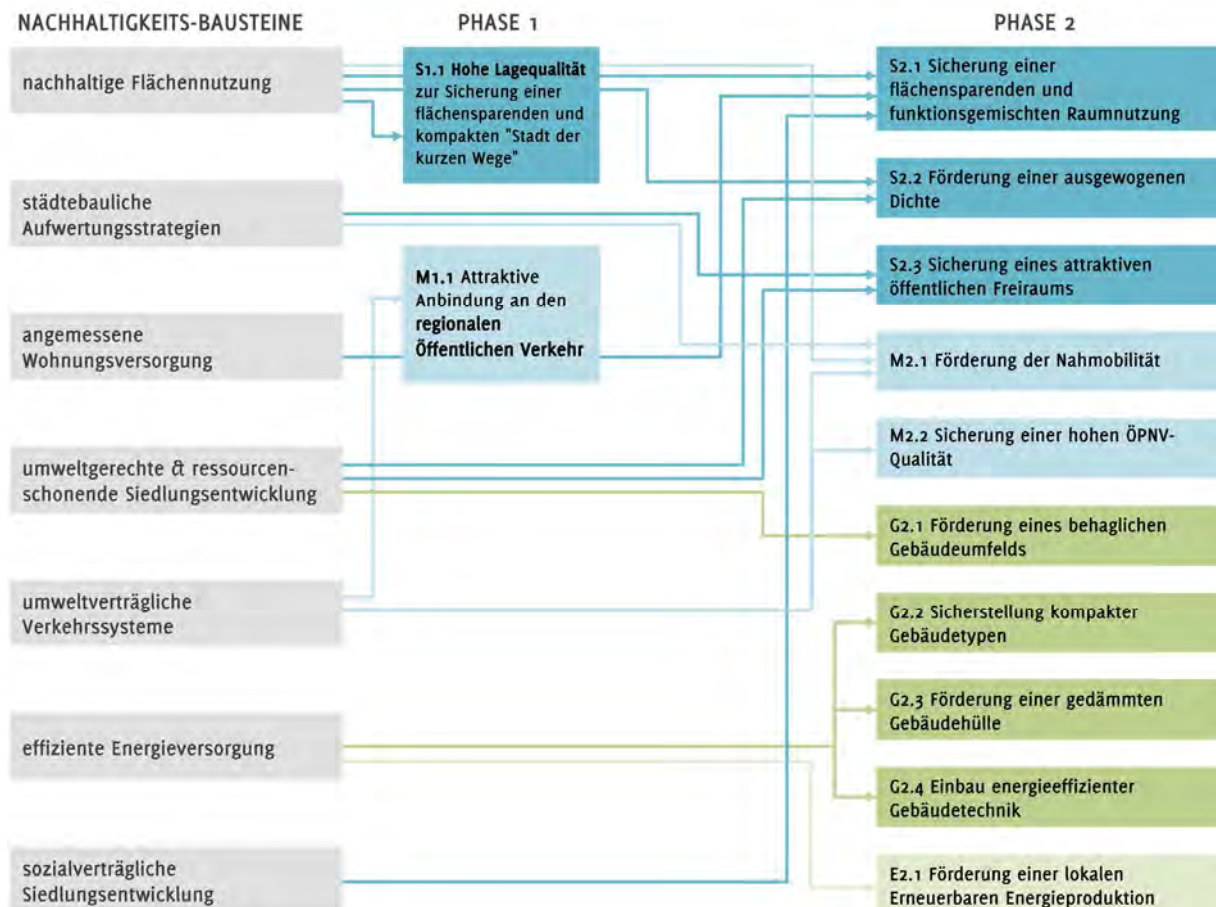 NACHHALTIGKEITS-BAUSTEINE
nachhaltige Flächennutzung
städtebauliche
Aufwertungsstrategien
angemessene
Wohnungsversorgung
umweltgerechte & ressourcen-
schonende Siedlungsentwicklung
umweltverträgliche
Verkehrssysteme
effiziente Energieversorgung
sozialverträgliche
Siedlungsentwicklung
PHASE 1
S1.1 Hohe Lagequalität
zur Sicherung einer
flächensparenden und
kompakten "Stadt der
kurzen Wege"
M1.1 Attraktive
Anbindung an den
regionalen
Öffentlichen Verkehr
PHASE 2
S2.1 Sicherung einer
flächensparenden und
funktionsgemischten Raumnutzung
S2.2 Förderung einer ausgewogenen
Dichte
S2.3 Sicherung eines attraktiven
öffentlichen Freiraums
M2.1 Förderung der Nahmobilität
M2.2 Sicherung einer hohen ÖPNV-
Qualität
G2.1 Förderung eines behaglichen
Gebäudeumfelds
G2.2 Sicherstellung kompakter
Gebäudetypen
G2.3 Förderung einer gedämmten
Gebäudehülle
G2.4 Einbau energieeffizienter
Gebäudetechnik
E2.1 Förderung einer lokalen
Erneuerbaren Energieproduktion